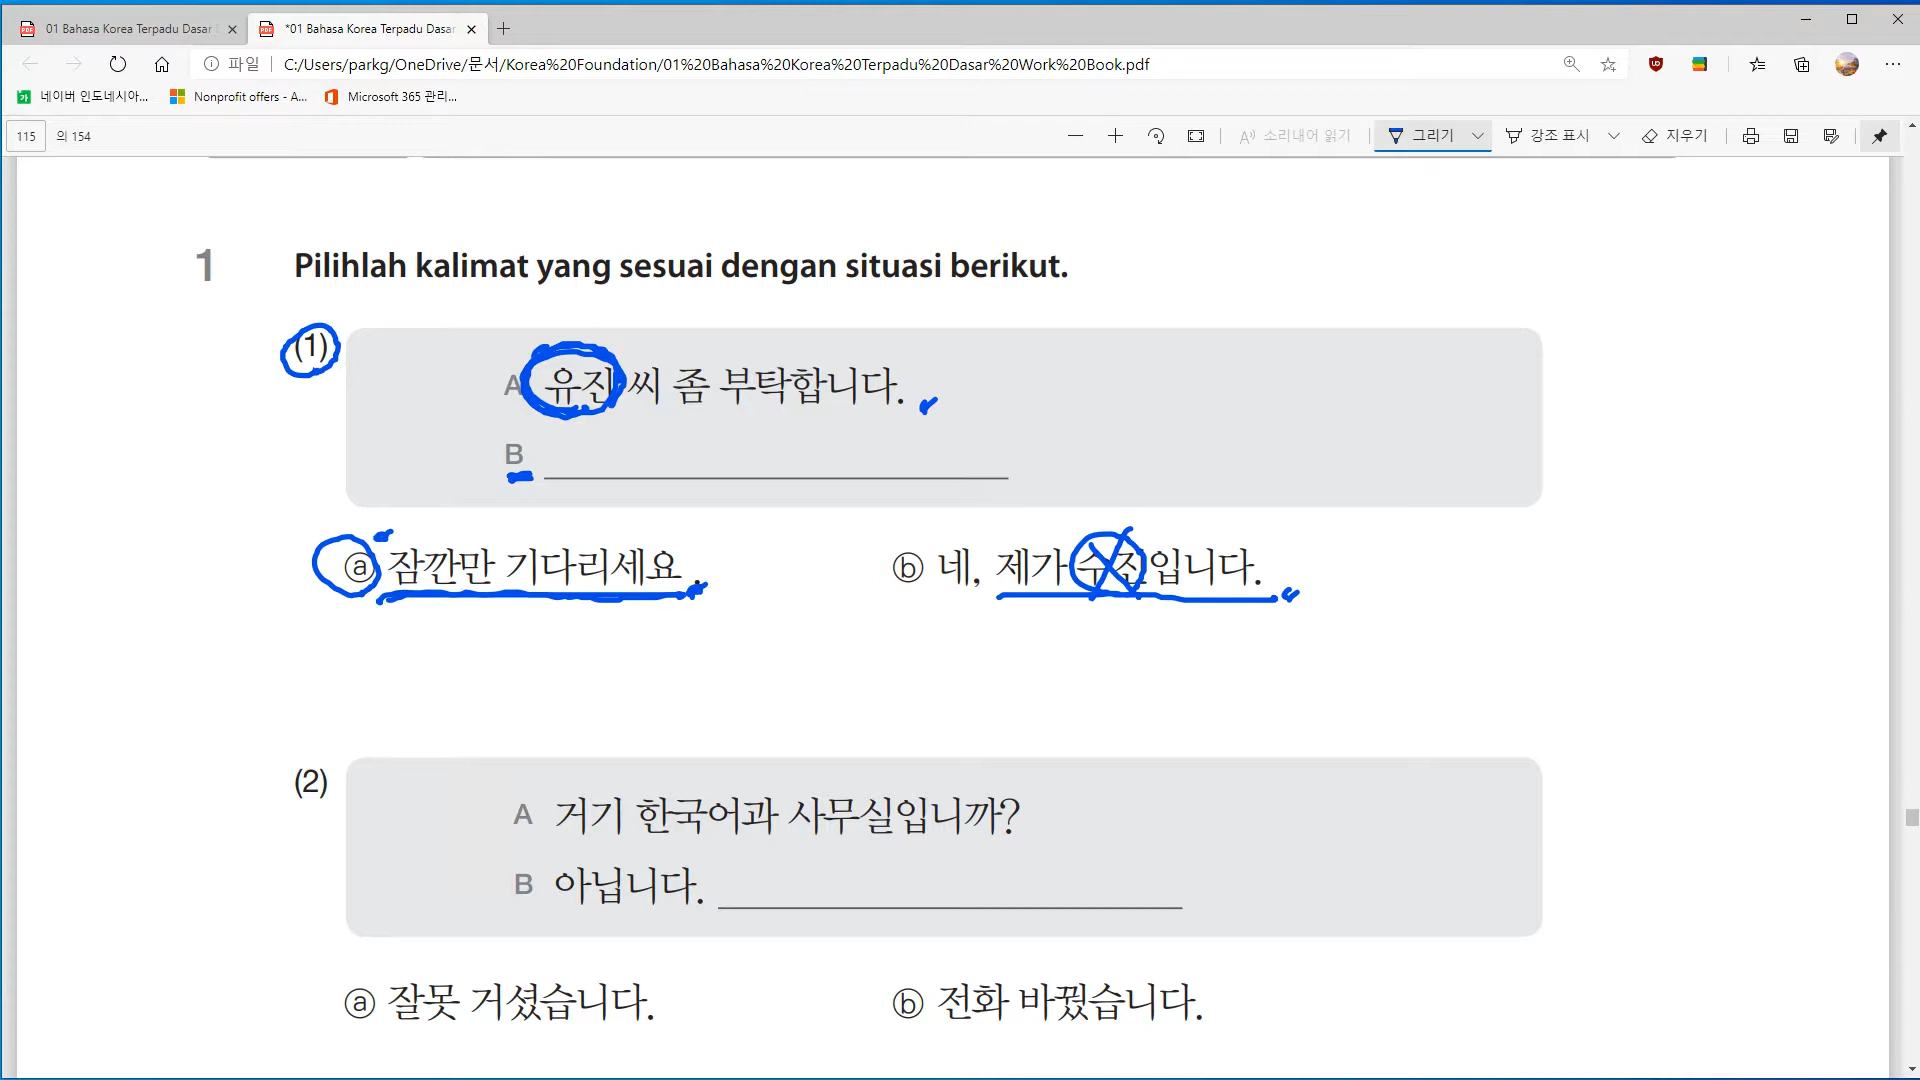 01 Bahasa Korea Terpadu Dasar
*01 Bahasa Korea Terpadu Dasar
파일
C:/Users/parkg/OneDrive/문서/Korea%20Foundation/01%20Bahasa%20Korea%20Terpadu%20Dasar%20Work%20Book.pdf
네이버 인도네시아...
Nonprofit offers - A...
Microsoft 365 관리...
115 의 154
소리내어 읽기
그리기
강조 표시
지우기
1 Pilihlah kalimat yang sesuai dengan situasi berikut.
(1)
A 유진 씨 좀 부탁합니다.
B
ⓐ 잠깐만 기다리세요.
ⓑ 네, 제가 수진입니다.
(2)
A 거기 한국어과 사무실입니까?
B 아닙니다.
ⓐ 잘못 거셨습니다.
ⓑ 전화 바꿨습니다.